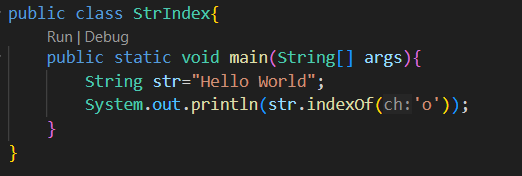 public class StrIndex{
Run | Debug
public static void main(String[] args){
String str="Hello World";
System.out.println(str.indexOf(ch:'o'));
}
}